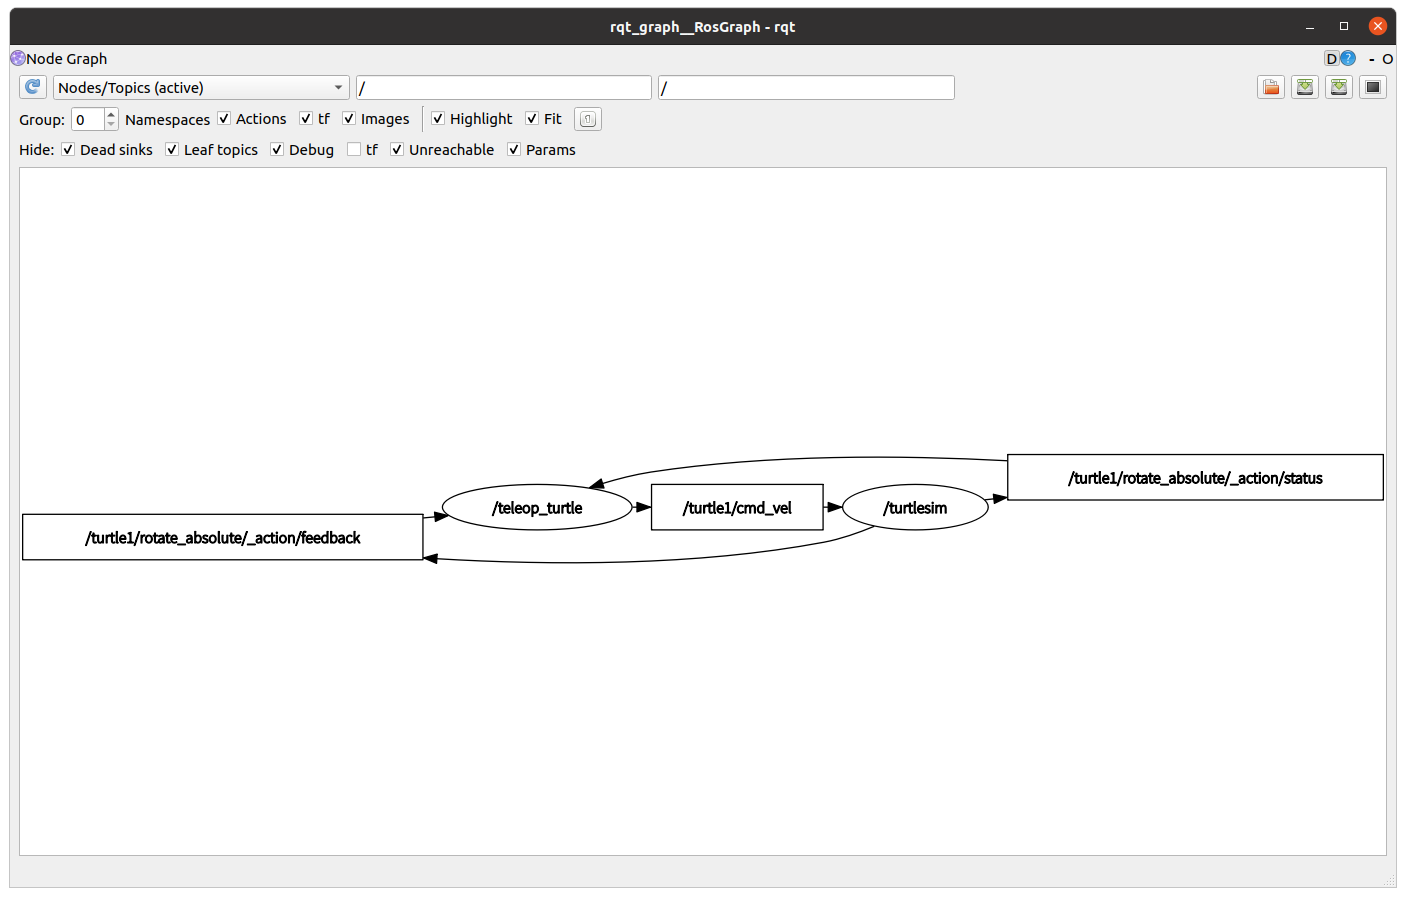 rqt_graph__RosGraph - rqt
Node Graph D ? - O
Nodes/Topics (active) / /
Group: 0 Namespaces Actions tf Images Highlight Fit
Hide: Dead sinks Leaf topics Debug tf Unreachable Params
/turtle1/rotate_absolute/_action/status
/teleop_turtle /turtle1/cmd_vel /turtlesim
/turtle1/rotate_absolute/_action/feedback